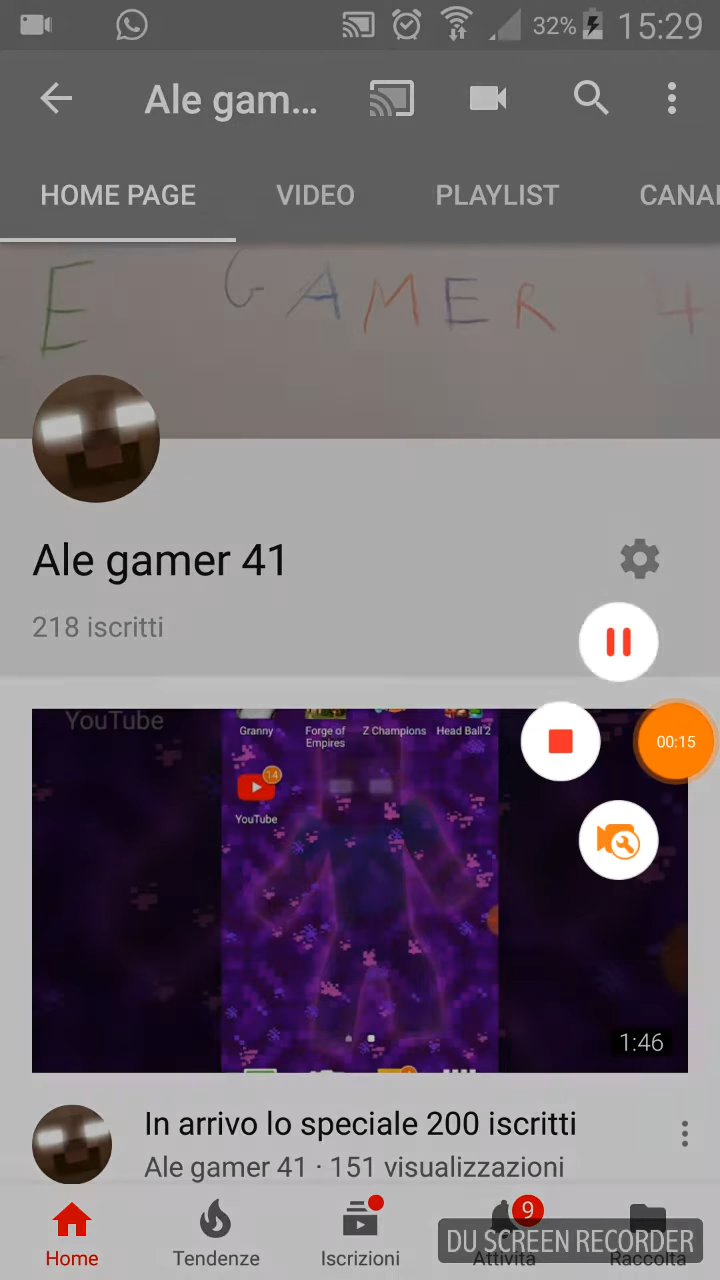 32% 15:29
Ale gam...
HOME PAGE VIDEO PLAYLIST CANA
E GAMER 4
Ale gamer 41
218 iscritti
YouTube
Granny Forge of Empires Z Champions Head Ball 2
14
YouTube
00:15
1:46
In arrivo lo speciale 200 iscritti
Ale gamer 41 · 151 visualizzazioni
9
Home Tendenze Iscrizioni Attività Raccolta
DU SCREEN RECORDER